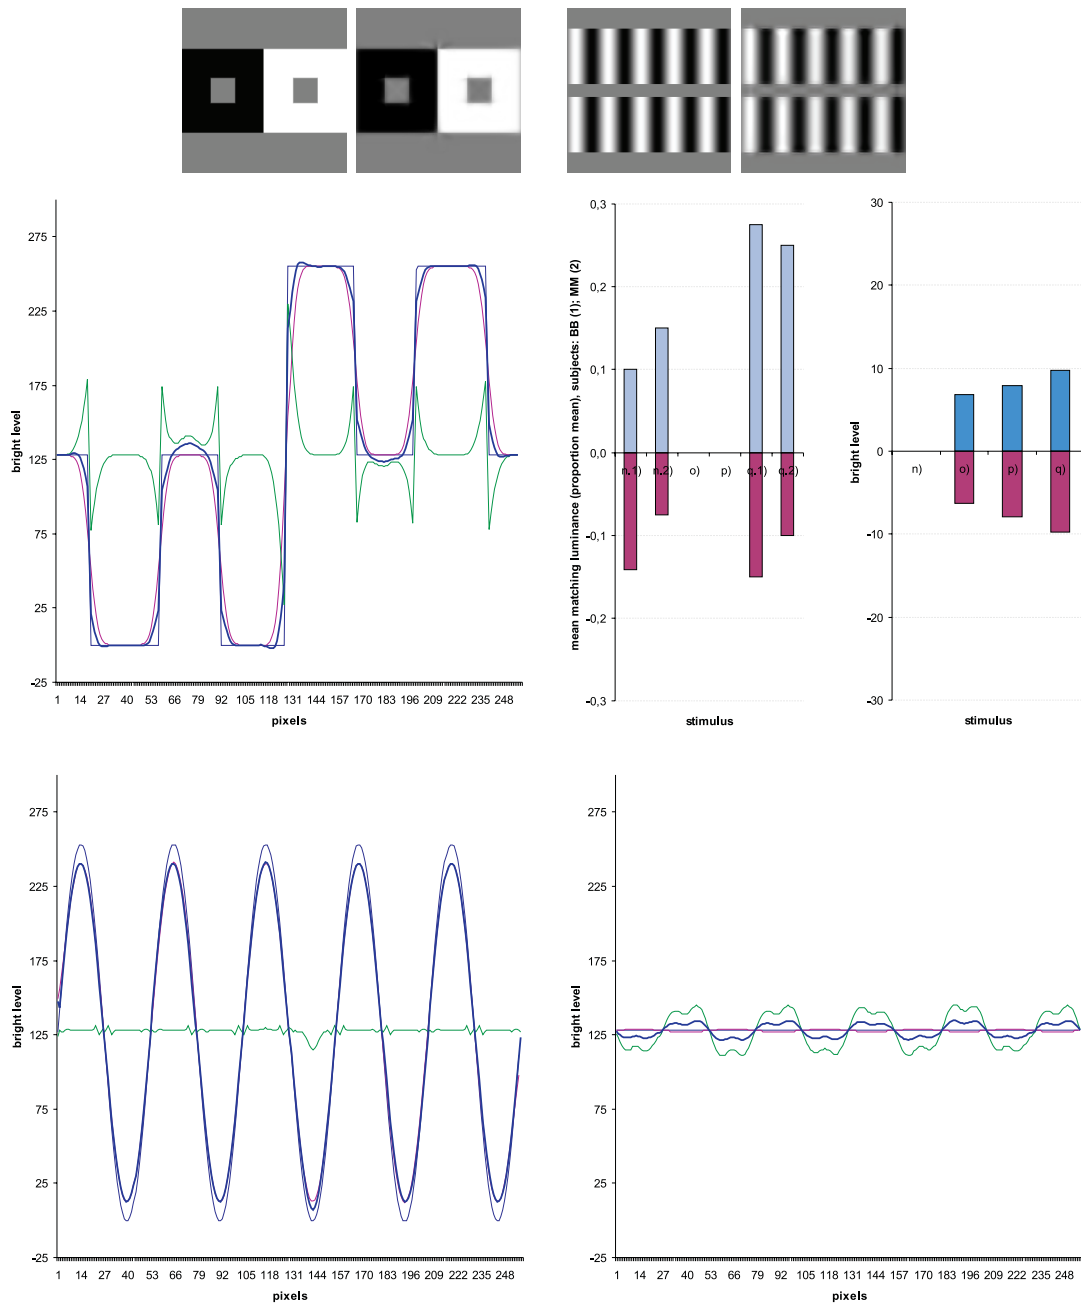 275
225
175
125
75
25
-25
bright level
1 14 27 40 53 66 79 92 105 118 131 144 157 170 183 196 209 222 235 248
pixels
0,3
0,2
0,1
0,0
-0,1
-0,2
-0,3
mean matching luminance (proportion mean), subjects: BB (1); MM (2)
n.1) n.2) o) p) q.1) q.2)
stimulus
30
20
10
0
-10
-20
-30
bright level
n) o) p) q)
stimulus
275
225
175
125
75
25
-25
bright level
1 14 27 40 53 66 79 92 105 118 131 144 157 170 183 196 209 222 235 248
pixels
275
225
175
125
75
25
-25
bright level
1 14 27 40 53 66 79 92 105 118 131 144 157 170 183 196 209 222 235 248
pixels